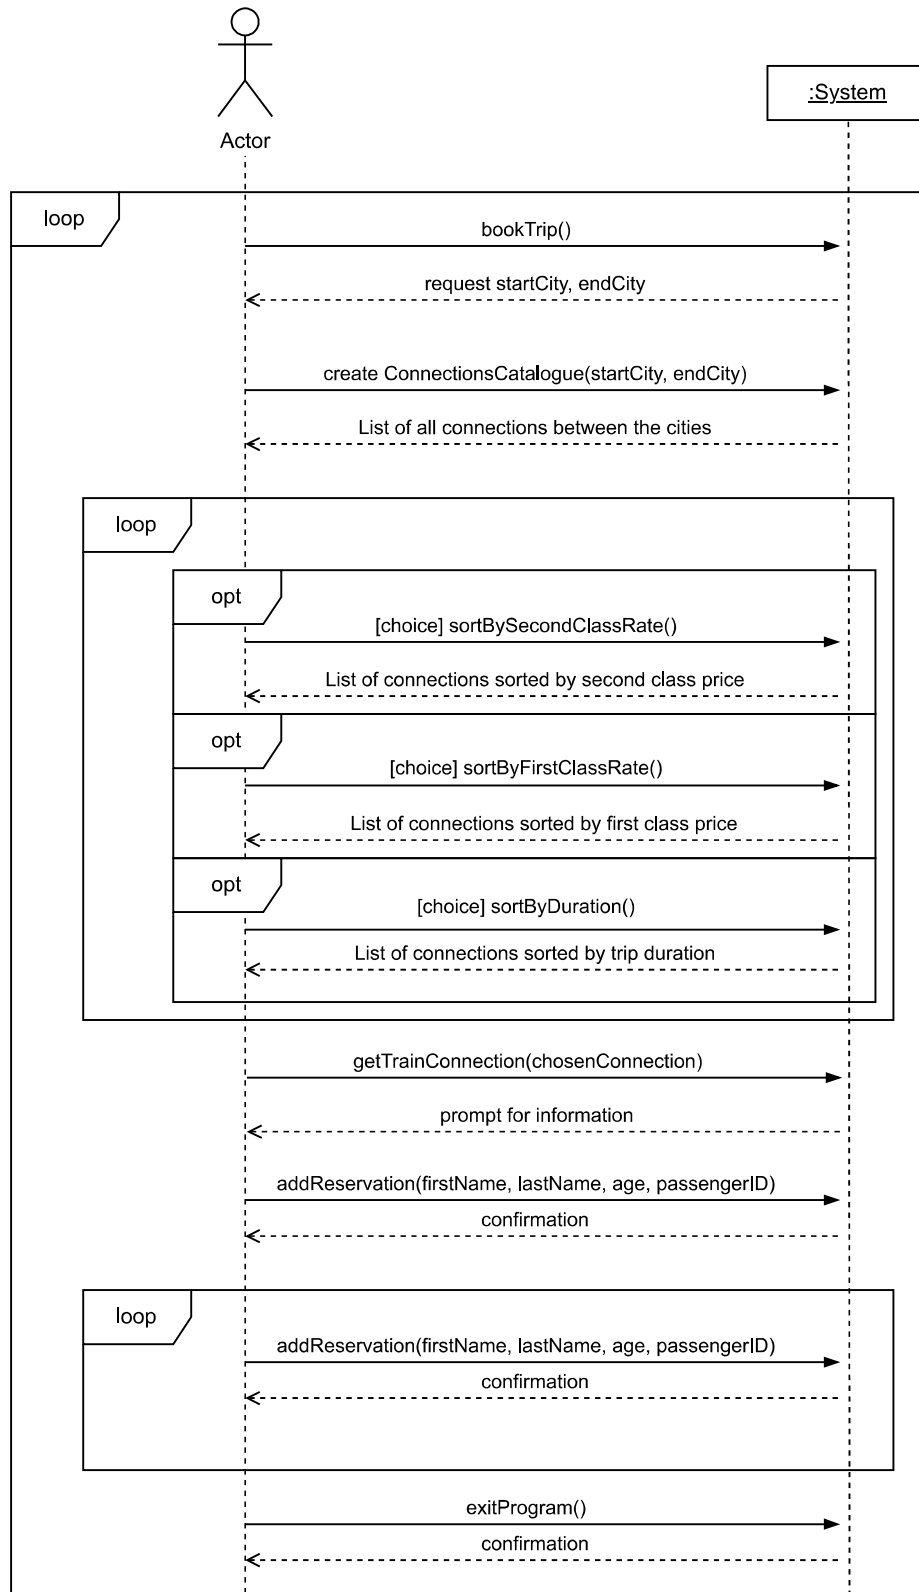 Actor
:System
loop
bookTrip()
request startCity, endCity
create ConnectionsCatalogue(startCity, endCity)
List of all connections between the cities
loop
opt
[choice] sortBySecondClassRate()
List of connections sorted by second class price
opt
[choice] sortByFirstClassRate()
List of connections sorted by first class price
opt
[choice] sortByDuration()
List of connections sorted by trip duration
getTrainConnection(chosenConnection)
prompt for information
addReservation(firstName, lastName, age, passengerID)
confirmation
loop
addReservation(firstName, lastName, age, passengerID)
confirmation
exitProgram()
confirmation